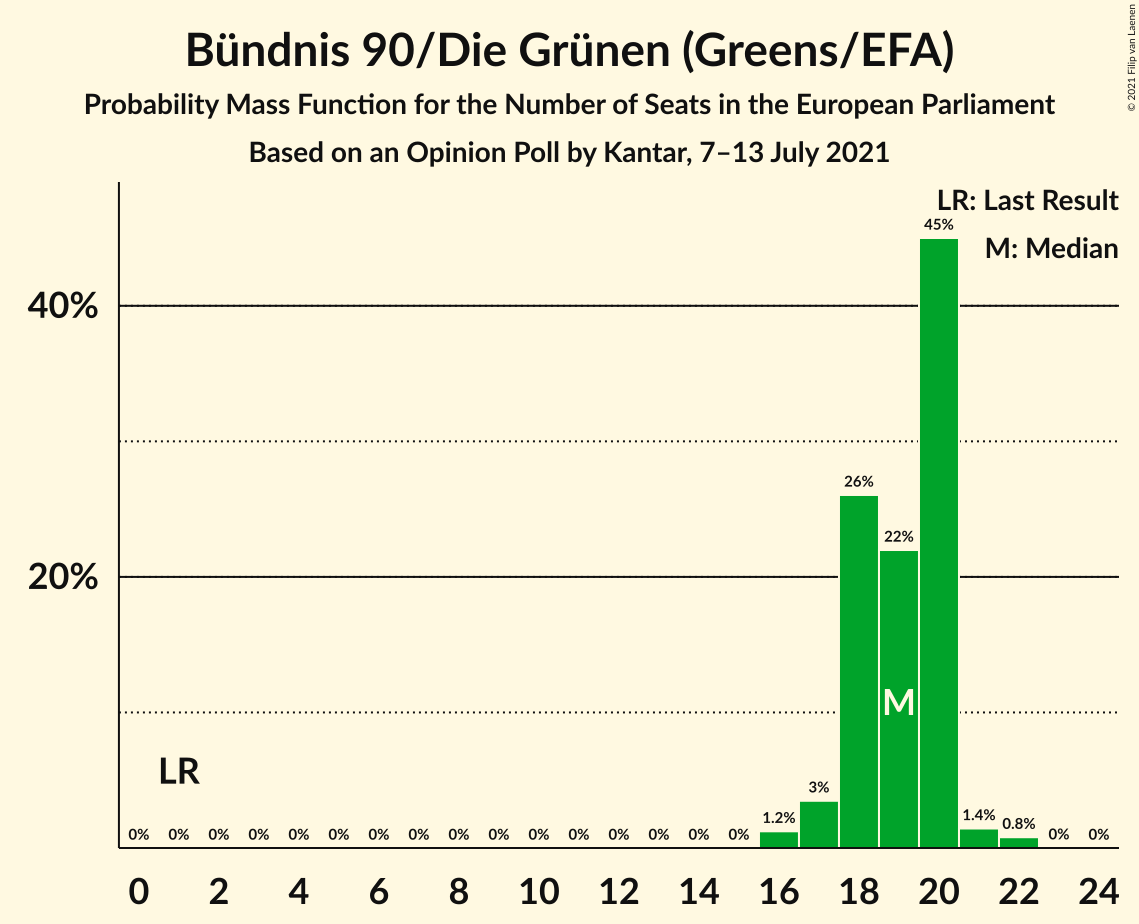 Bündnis 90/Die Grünen (Greens/EFA)
Probability Mass Function for the Number of Seats in the European Parliament
Based on an Opinion Poll by Kantar, 7–13 July 2021
© 2021 Filip van Laenen
LR: Last Result
M: Median
45%
40%
26%
22%
20%
M
LR
3%
1.2%
1.4%
0.8%
0% 0% 0% 0% 0% 0% 0% 0% 0% 0% 0% 0% 0% 0% 0% 0% 0%
0 2 4 6 8 10 12 14 16 18 20 22 24